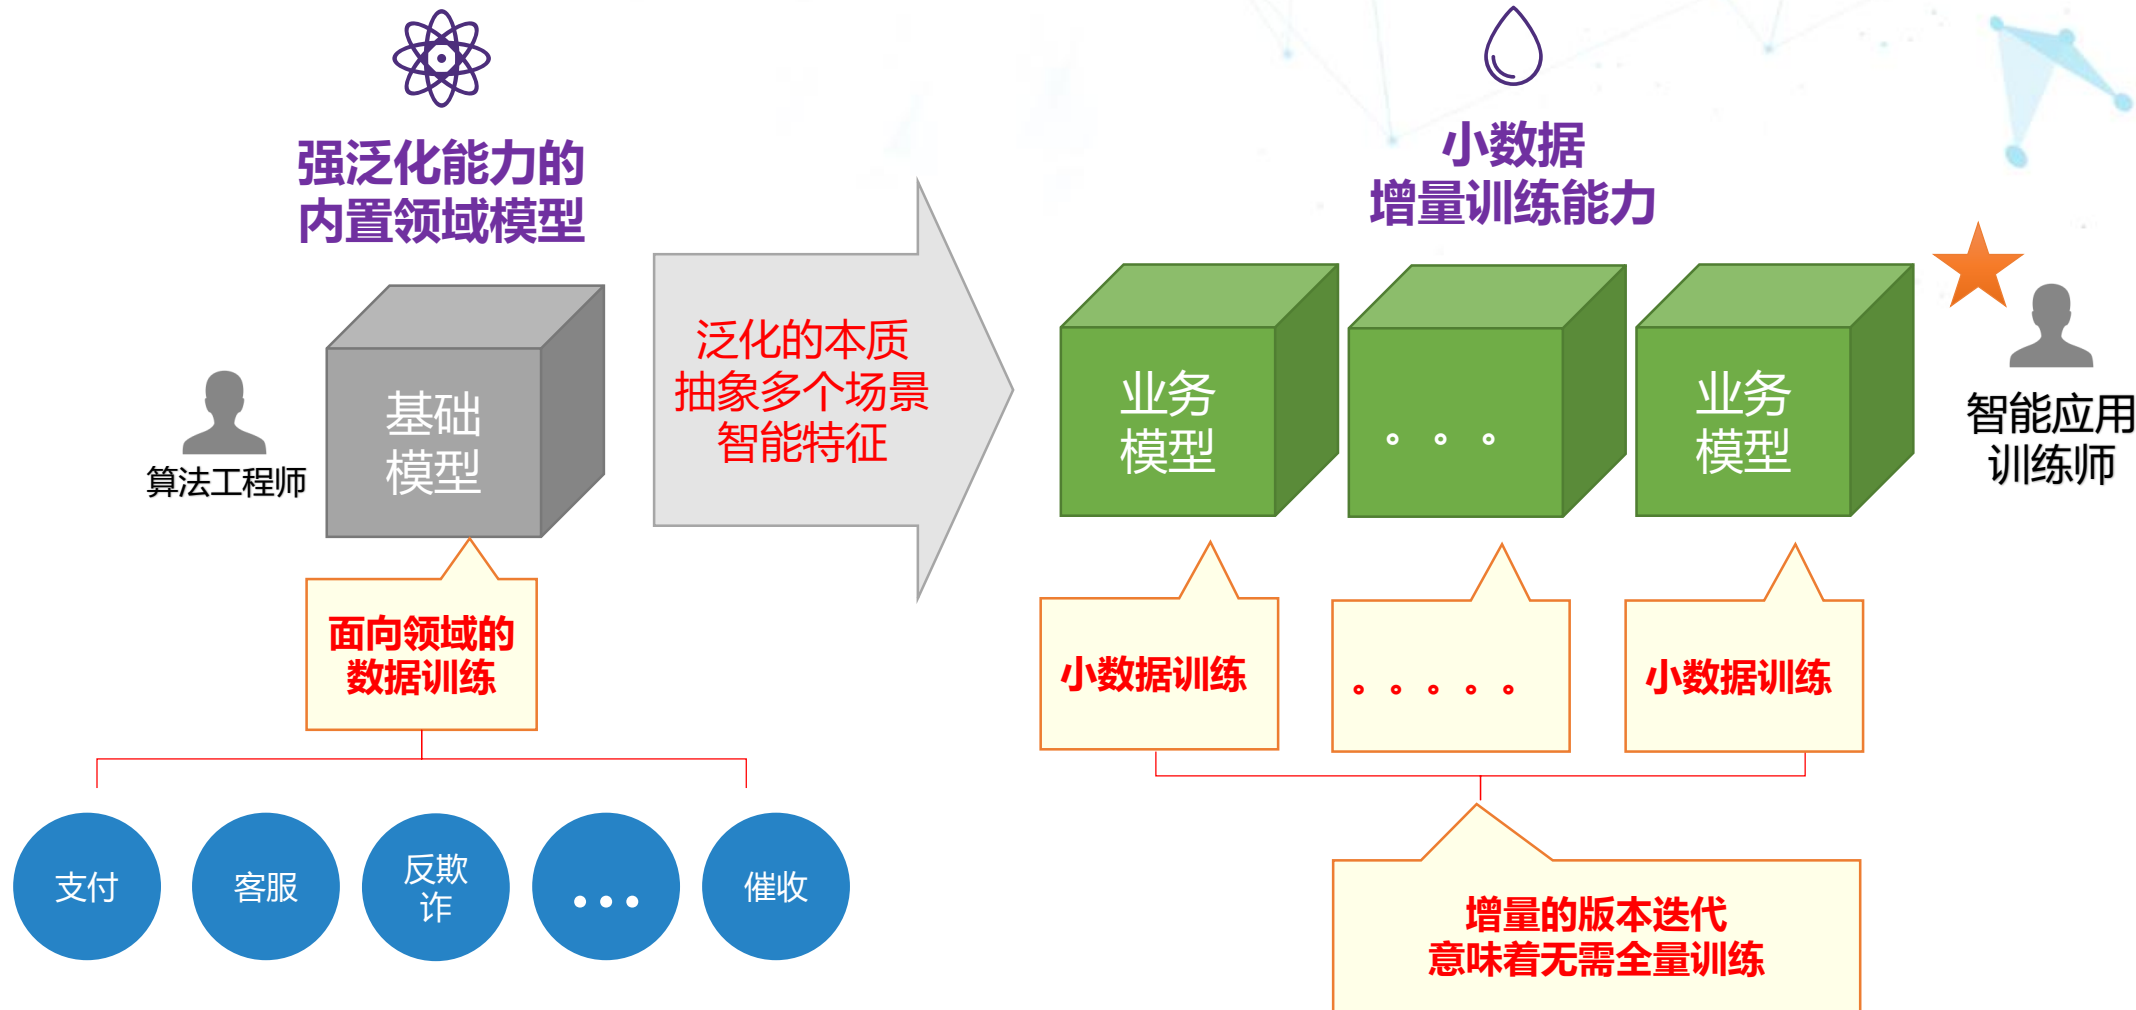 强泛化能力的
内置领域模型
小数据
增量训练能力
算法工程师
基础
模型
泛化的本质
抽象多个场景
智能特征
业务
模型
。。。
业务
模型
智能应用
训练师
面向领域的
数据训练
小数据训练
。。。。。
小数据训练
支付
客服
反欺
诈
...
催收
增量的版本迭代
意味着无需全量训练